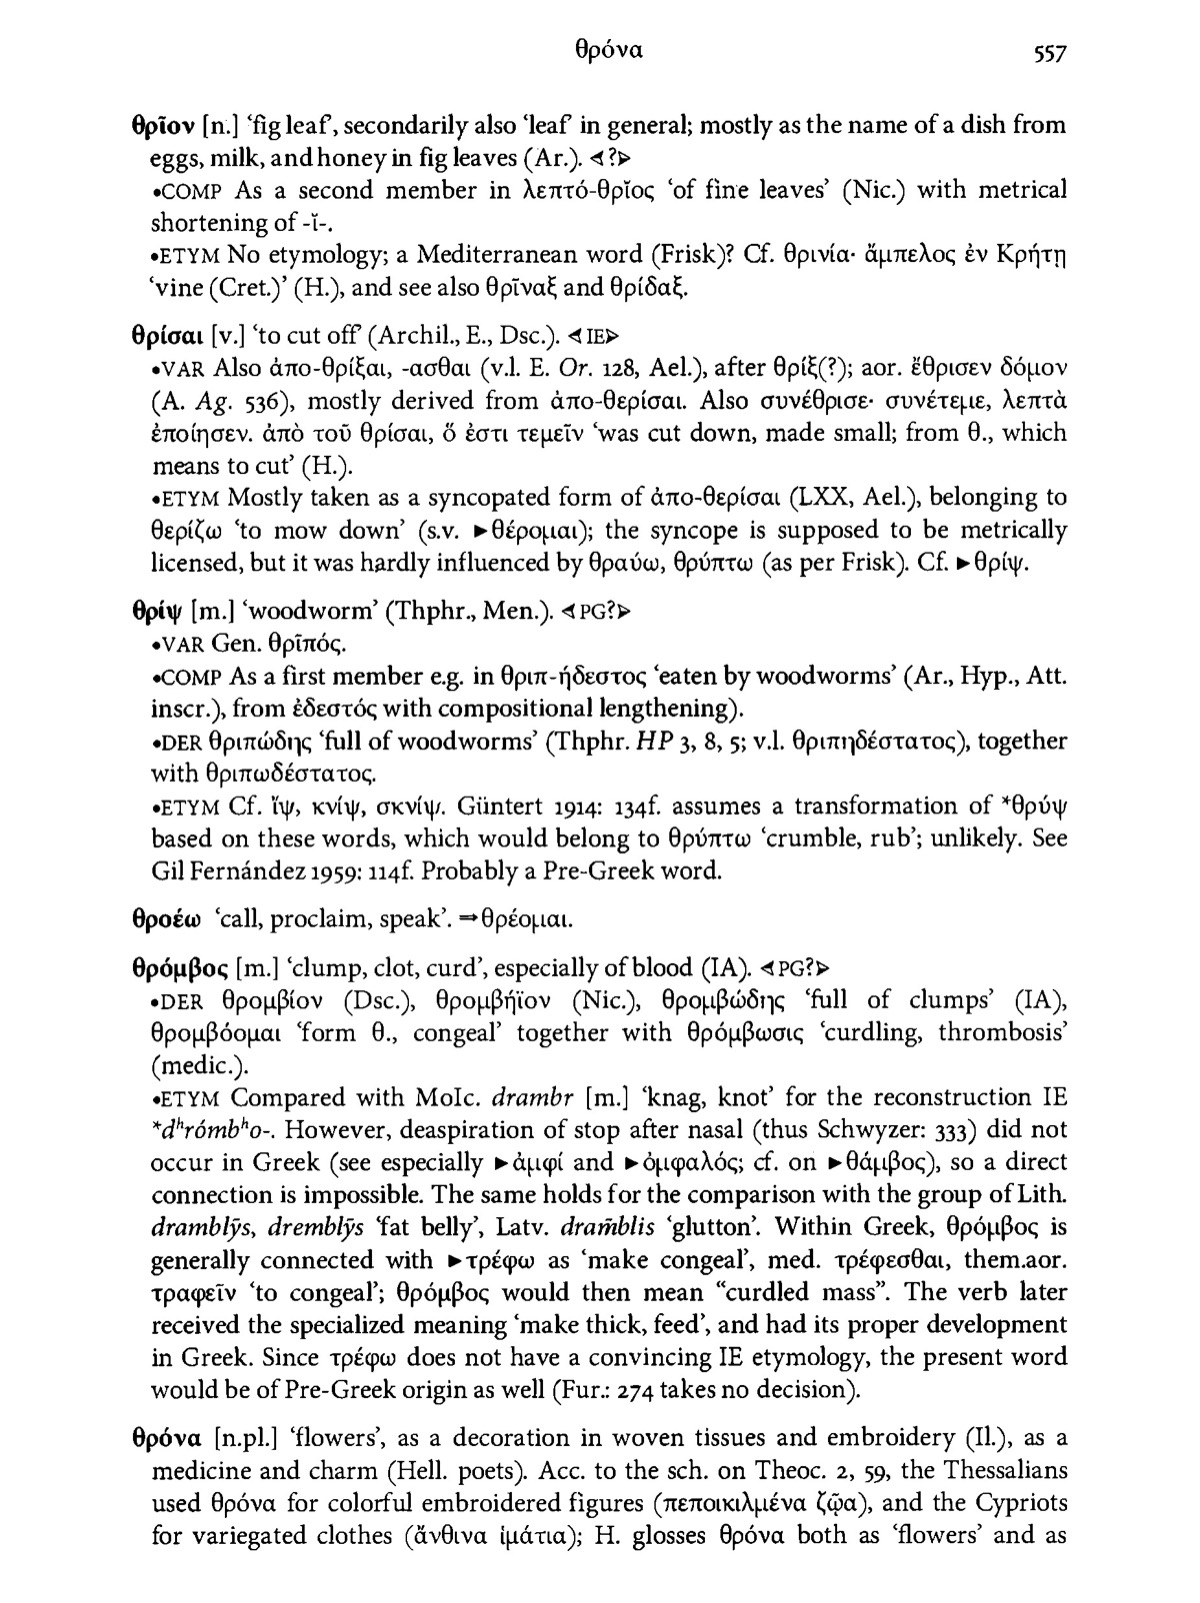 θρόνα 557
θρῖον [n.] ‘fig leaf’, secondarily also ‘leaf’ in general; mostly as the name of a dish from
eggs, milk, and honey in fig leaves (Ar.). ⊲?⊳
•COMP As a second member in λεπτό-θρῐος ‘of fine leaves’ (Nic.) with metrical
shortening of -ῐ-.
•ETYM No etymology; a Mediterranean word (Frisk)? Cf. θρινία· ἄμπελος ἐν Κρήτῃ
‘vine (Cret.)’ (H.), and see also θρῖναξ and θρίδαξ.
θρίσαι [v.] ‘to cut off’ (Archil., E., Dsc.). ⊲IE⊳
•VAR Also ἀπο-θρίξαι, -ασθαι (v.l. E. Or. 128, Ael.), after θρίξ(?); aor. ἔθρισεν δόμον
(A. Ag. 536), mostly derived from ἀπο-θερίσαι. Also συνέθρισε· συνέτεμε, λεπτὰ
ἐποίησεν. ἀπὸ τοῦ θρίσαι, ὅ ἐστι τεμεῖν ‘was cut down, made small; from θ., which
means to cut’ (H.).
•ETYM Mostly taken as a syncopated form of ἀπο-θερίσαι (LXX, Ael.), belonging to
θερίζω ‘to mow down’ (s.v. ►θέρομαι); the syncope is supposed to be metrically
licensed, but it was hardly influenced by θραύω, θρύπτω (as per Frisk). Cf. ►θρίψ.
θρίψ [m.] ‘woodworm’ (Thphr., Men.). ⊲PG?⊳
•VAR Gen. θρῑπός.
•COMP As a first member e.g. in θριπ-ήδεστος ‘eaten by woodworms’ (Ar., Hyp., Att.
inscr.), from ἐδεστός with compositional lengthening).
•DER θριπώδης ‘full of woodworms’ (Thphr. HP 3, 8, 5; v.l. θριπηδέστατος), together
with θριπωδέστατος.
•ETYM Cf. ἴψ, κνίψ, σκνίψ. Güntert 1914: 134f. assumes a transformation of *θρύψ
based on these words, which would belong to θρύπτω ‘crumble, rub’; unlikely. See
Gil Fernández 1959: 114f. Probably a Pre-Greek word.
θροέω ‘call, proclaim, speak’. ⇒θρέομαι.
θρόμβος [m.] ‘clump, clot, curd’, especially of blood (IA). ⊲PG?⊳
•DER θρομβίον (Dsc.), θρομβήϊον (Nic.), θρομβώδης ‘full of clumps’ (IA),
θρομβόομαι ‘form θ., congeal’ together with θρόμβωσις ‘curdling, thrombosis’
(medic.).
•ETYM Compared with MoIc. drambr [m.] ‘knag, knot’ for the reconstruction IE
*dʰrómbʰo-. However, deaspiration of stop after nasal (thus Schwyzer: 333) did not
occur in Greek (see especially ►ἀμφί and ►ὀμφαλός; cf. on ►θάμβος), so a direct
connection is impossible. The same holds for the comparison with the group of Lith.
dramblỹs, dremblỹs ‘fat belly’, Latv. dram̃blis ‘glutton’. Within Greek, θρόμβος is
generally connected with ►τρέφω as ‘make congeal’, med. τρέφεσθαι, them.aor.
τραφεῖν ‘to congeal’; θρόμβος would then mean “curdled mass”. The verb later
received the specialized meaning ‘make thick, feed’, and had its proper development
in Greek. Since τρέφω does not have a convincing IE etymology, the present word
would be of Pre-Greek origin as well (Fur.: 274 takes no decision).
θρόνα [n.pl.] ‘flowers’, as a decoration in woven tissues and embroidery (Il.), as a
medicine and charm (Hell. poets). Acc. to the sch. on Theoc. 2, 59, the Thessalians
used θρόνα for colorful embroidered figures (πεποικιλμένα ζῷα), and the Cypriots
for variegated clothes (ἄνθινα ἱμάτια); H. glosses θρόνα both as ‘flowers’ and as